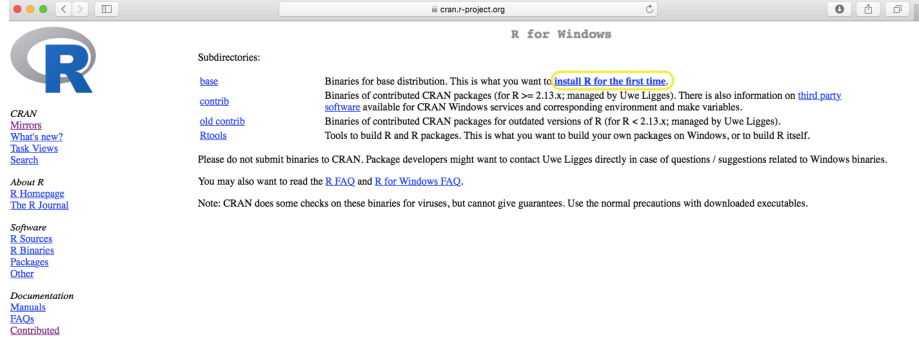 cran.r-project.org
R for Windows
R
CRAN
Mirrors
What's new?
Task Views
Search
About R
R Homepage
The R Journal
Software
R Sources
R Binaries
Packages
Other
Documentation
Manuals
FAQs
Contributed
Subdirectories:
base Binaries for base distribution. This is what you want to install R for the first time.
contrib Binaries of contributed CRAN packages (for R >= 2.13.x; managed by Uwe Ligges). There is also information on third party
software available for CRAN Windows services and corresponding environment and make variables.
old contrib Binaries of contributed CRAN packages for outdated versions of R (for R < 2.13.x; managed by Uwe Ligges).
Rtools Tools to build R and R packages. This is what you want to build your own packages on Windows, or to build R itself.
Please do not submit binaries to CRAN. Package developers might want to contact Uwe Ligges directly in case of questions / suggestions related to Windows binaries.
You may also want to read the R FAQ and R for Windows FAQ.
Note: CRAN does some checks on these binaries for viruses, but cannot give guarantees. Use the normal precautions with downloaded executables.